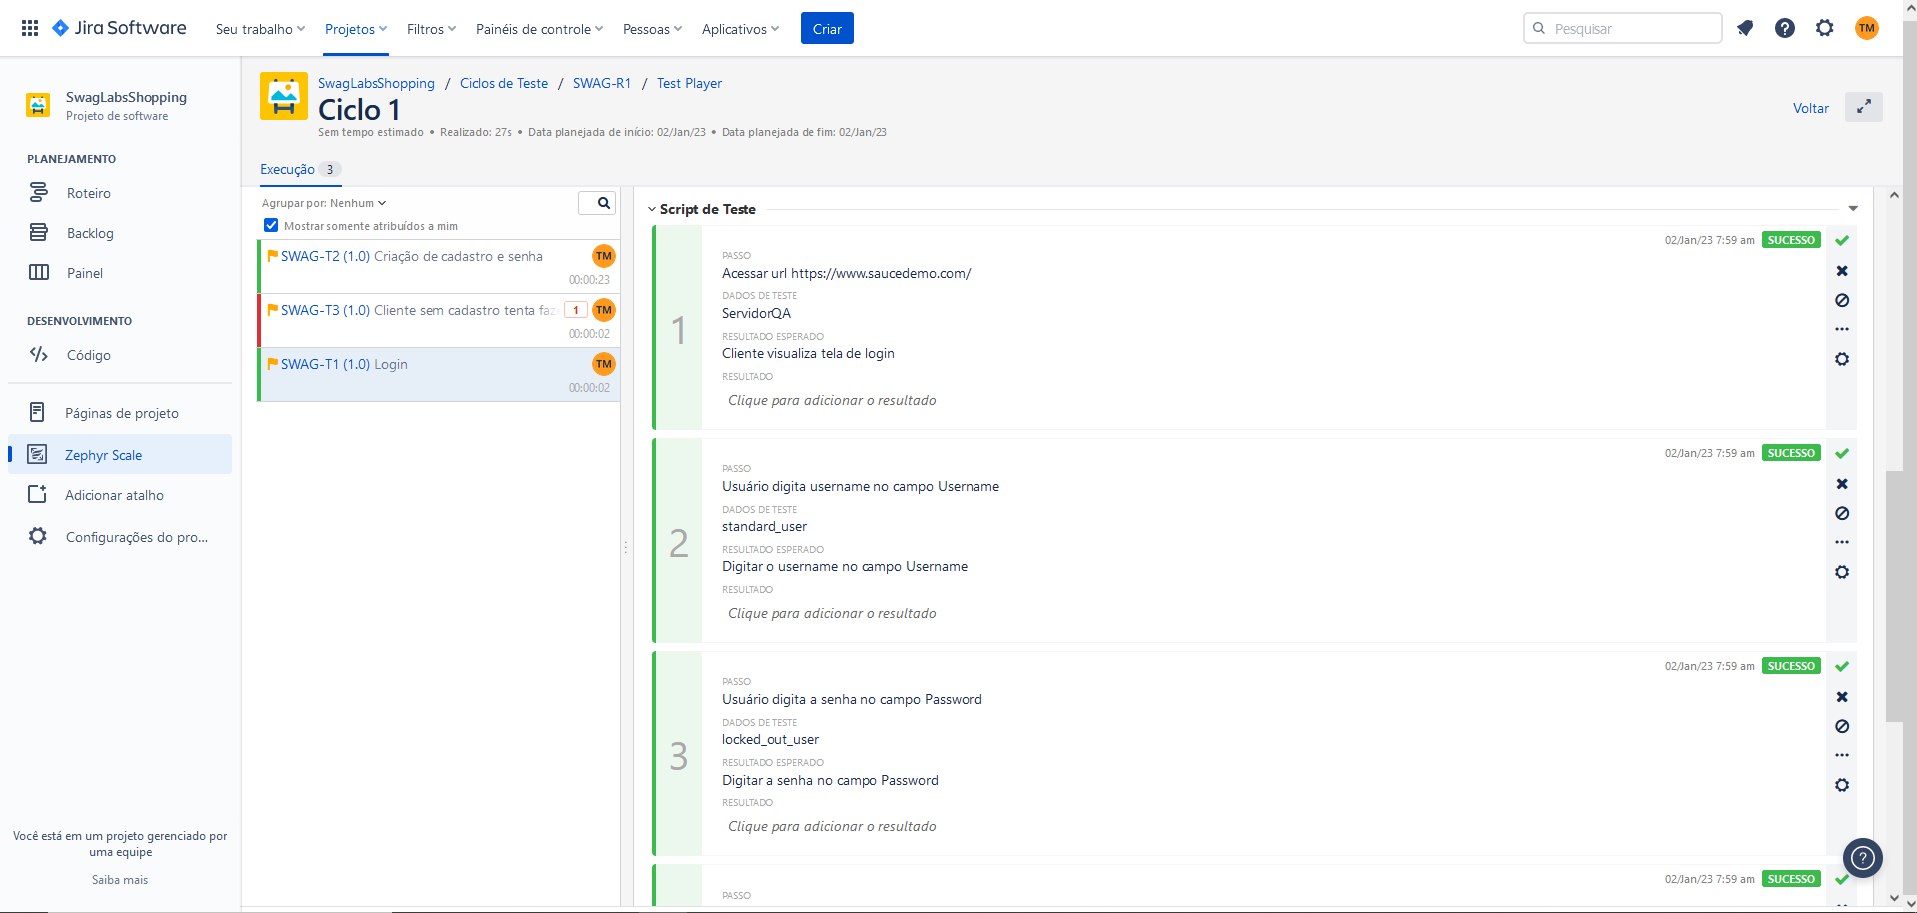 Jira Software
Seu trabalho
Projetos
Filtros
Painéis de controle
Pessoas
Aplicativos
Criar
Pesquisar
TM
SwagLabsShopping
Projeto de software
PLANEJAMENTO
Roteiro
Backlog
Painel
DESENVOLVIMENTO
Código
Páginas de projeto
Zephyr Scale
Adicionar atalho
Configurações do pro...
Você está em um projeto gerenciado por
uma equipe
Saiba mais
SwagLabsShopping / Ciclos de Teste / SWAG-R1 / Test Player
Ciclo 1
Sem tempo estimado • Realizado: 27s • Data planejada de início: 02/Jan/23 • Data planejada de fim: 02/Jan/23
Voltar
Execução 3
Agrupar por: Nenhum
Mostrar somente atribuídos a mim
SWAG-T2 (1.0) Criação de cadastro e senha
TM
00:00:23
SWAG-T3 (1.0) Cliente sem cadastro tenta faze
1
TM
00:00:02
SWAG-T1 (1.0) Login
TM
00:00:02
Script de Teste
1
02/Jan/23 7:59 am SUCESSO
PASSO
Acessar url https://www.saucedemo.com/
DADOS DE TESTE
ServidorQA
RESULTADO ESPERADO
Cliente visualiza tela de login
RESULTADO
Clique para adicionar o resultado
2
02/Jan/23 7:59 am SUCESSO
PASSO
Usuário digita username no campo Username
DADOS DE TESTE
standard_user
RESULTADO ESPERADO
Digitar o username no campo Username
RESULTADO
Clique para adicionar o resultado
3
02/Jan/23 7:59 am SUCESSO
PASSO
Usuário digita a senha no campo Password
DADOS DE TESTE
locked_out_user
RESULTADO ESPERADO
Digitar a senha no campo Password
RESULTADO
Clique para adicionar o resultado
02/Jan/23 7:59 am SUCESSO
PASSO